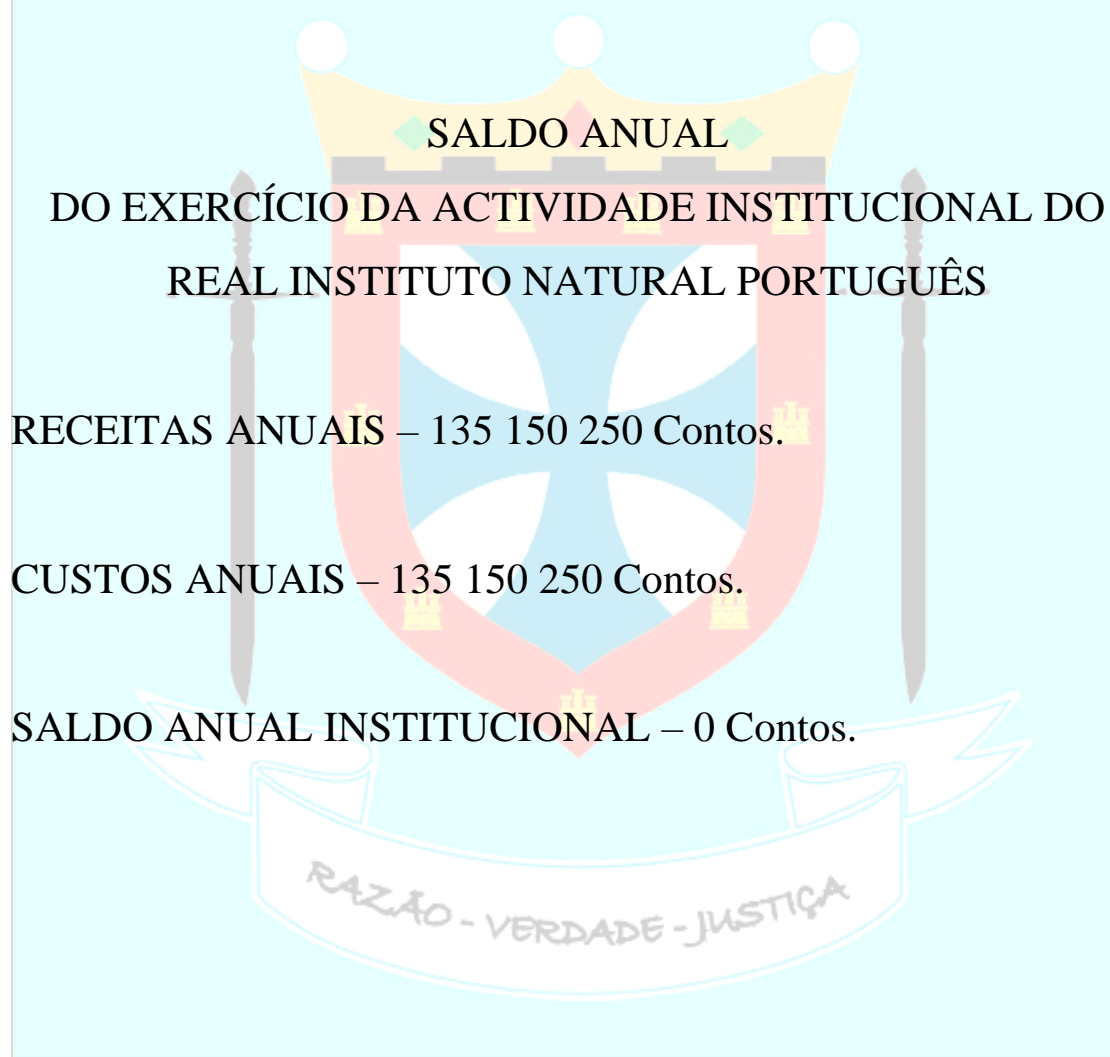 SALDO ANUAL
DO EXERCÍCIO DA ACTIVIDADE INSTITUCIONAL DO
REAL INSTITUTO NATURAL PORTUGUÊS
RECEITAS ANUAIS – 135 150 250 Contos.
CUSTOS ANUAIS – 135 150 250 Contos.
SALDO ANUAL INSTITUCIONAL – 0 Contos.
RAZÃO - VERDADE - JUSTIÇA